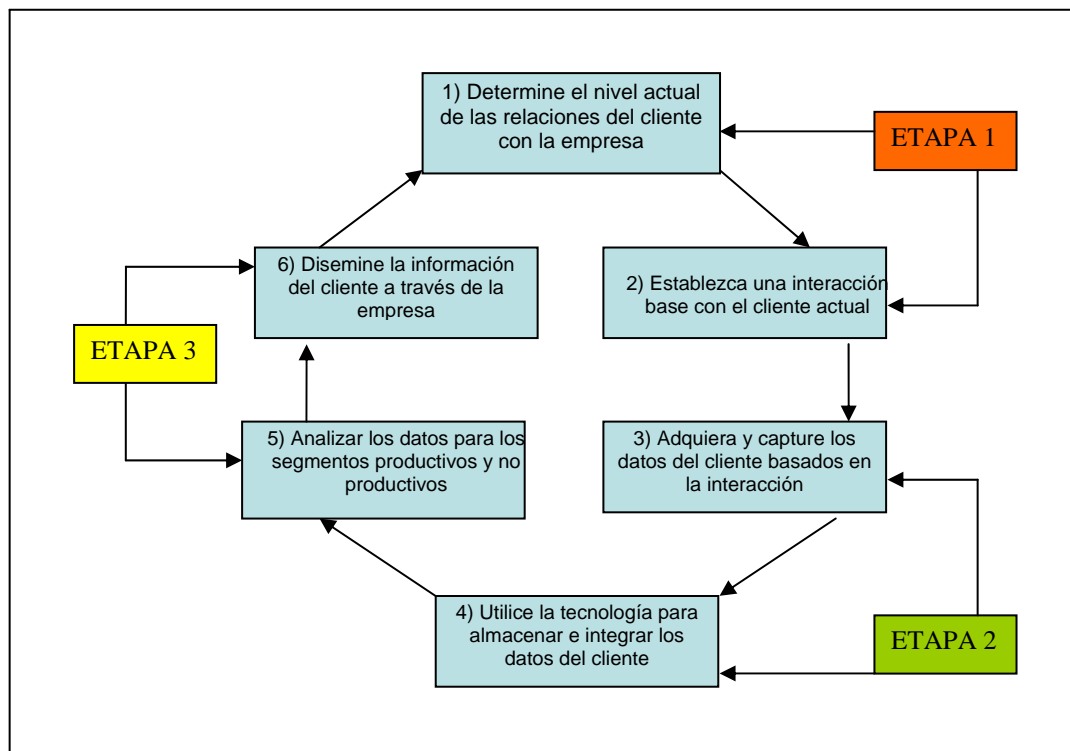 1) Determine el nivel actual
de las relaciones del cliente
con la empresa
ETAPA 1
2) Establezca una interacción
base con el cliente actual
3) Adquiera y capture los
datos del cliente basados en
la interacción
ETAPA 2
4) Utilice la tecnología para
almacenar e integrar los
datos del cliente
5) Analizar los datos para los
segmentos productivos y no
productivos
ETAPA 3
6) Disemine la información
del cliente a través de la
empresa